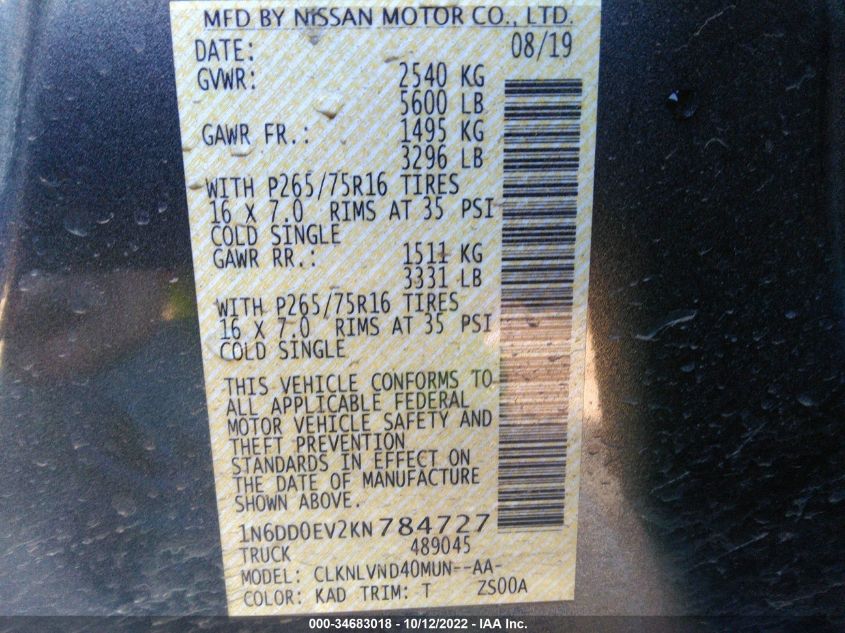 MFD BY NISSAN MOTOR CO., LTD.
DATE: 08/19
GVWR: 2540 KG
5600 LB
GAWR FR.: 1495 KG
3296 LB
WITH P265/75R16 TIRES
16 X 7.0 RIMS AT 35 PSI
COLD SINGLE
GAWR RR.: 1511 KG
3331 LB
WITH P265/75R16 TIRES
16 X 7.0 RIMS AT 35 PSI
COLD SINGLE
THIS VEHICLE CONFORMS TO
ALL APPLICABLE FEDERAL
MOTOR VEHICLE SAFETY AND
THEFT PREVENTION
STANDARDS IN EFFECT ON
THE DATE OF MANUFACTURE
SHOWN ABOVE.
1N6DD0EV2KN784727
TRUCK 489045
MODEL: CLKNLVND40MUN--AA-
COLOR: KAD TRIM: T ZS00A
000-34683018 - 10/12/2022 - IAA Inc.